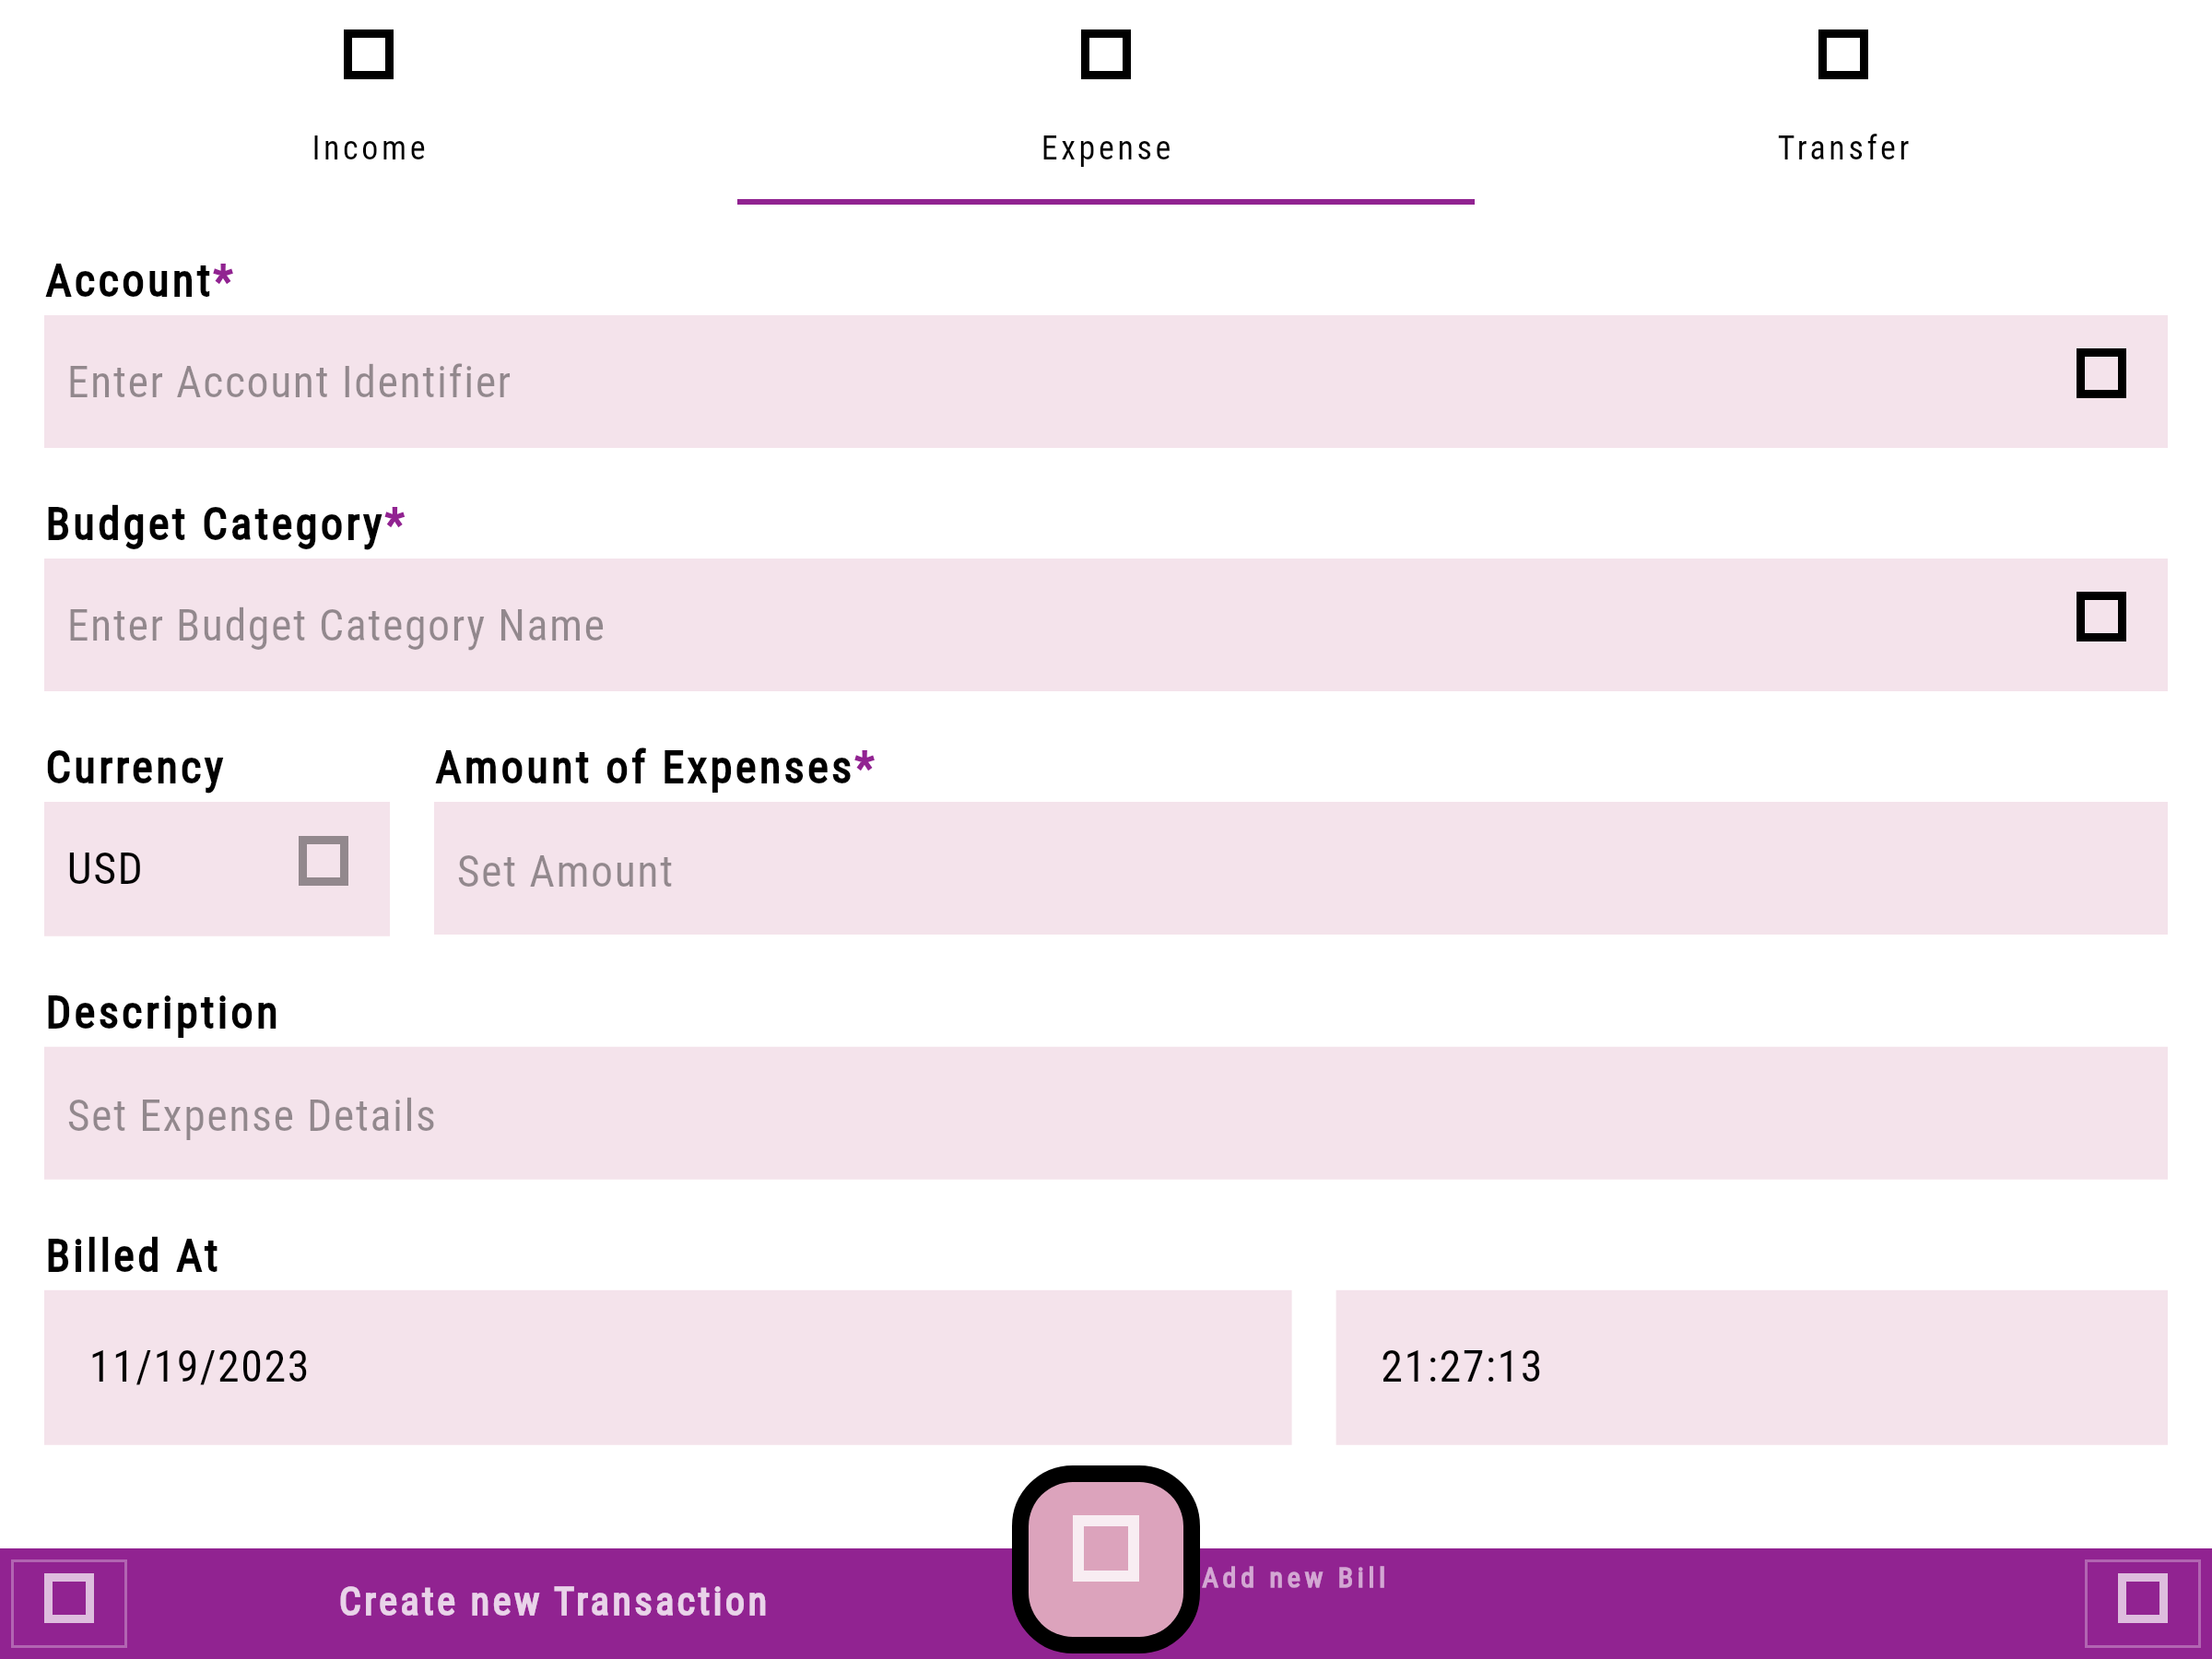 Income
Expense
Transfer
Account*
Enter Account Identifier
Budget Category*
Enter Budget Category Name
Currency
Amount of Expenses*
USD
Set Amount
Description
Set Expense Details
Billed At
11/19/2023
21:27:13
Create new Transaction
Add new Bill